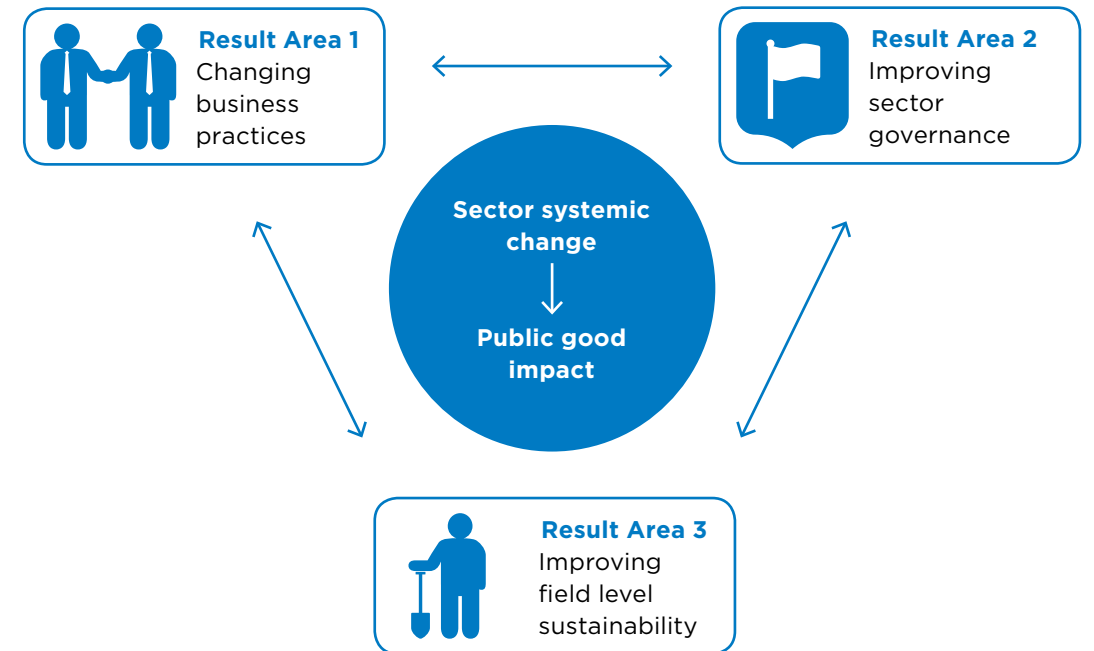 Result Area 1
Changing
business
practices
Result Area 2
Improving
sector
governance
Sector systemic
change
Public good
impact
Result Area 3
Improving
field level
sustainability